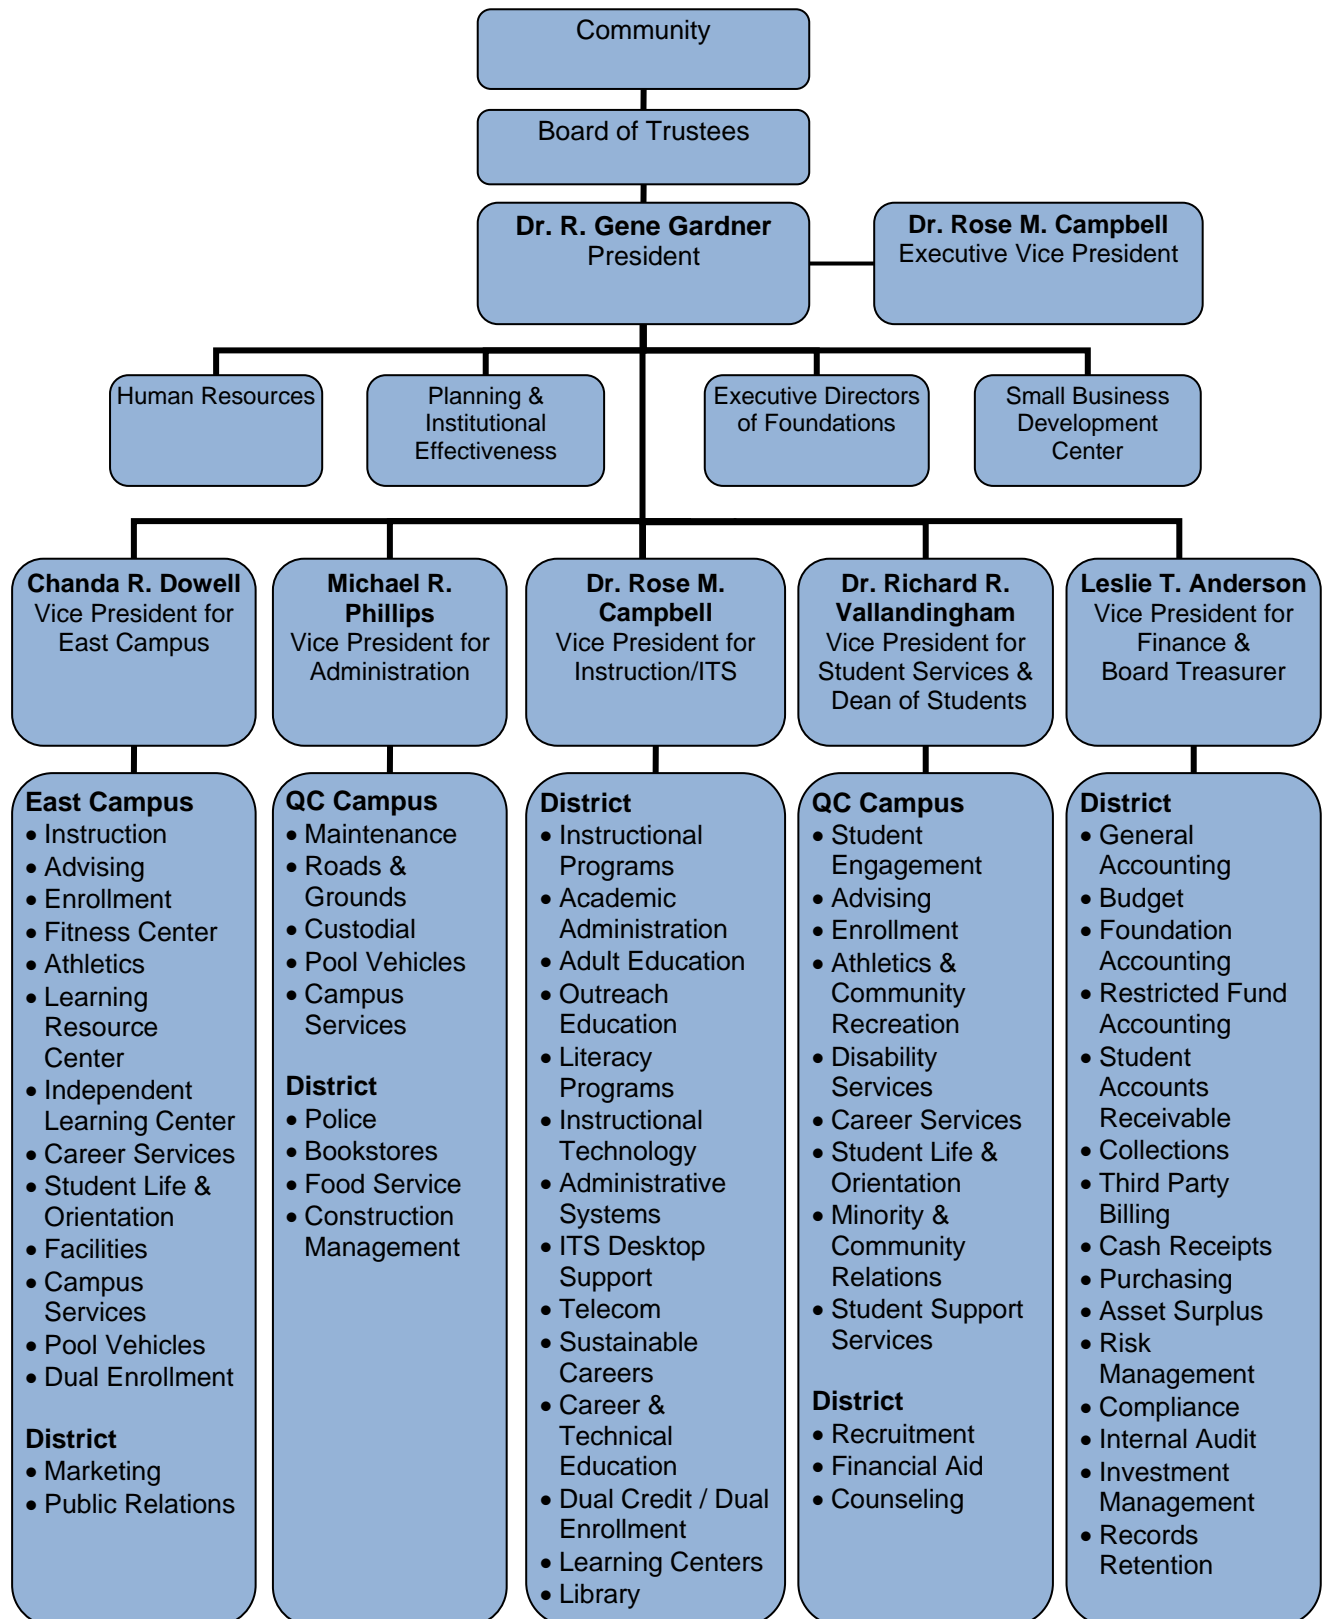 Community
Board of Trustees
Dr. R. Gene Gardner
President
Dr. Rose M. Campbell
Executive Vice President
Human Resources
Planning &
Institutional
Effectiveness
Executive Directors
of Foundations
Small Business
Development
Center
Chanda R. Dowell
Vice President for
East Campus
Michael R.
Phillips
Vice President for
Administration
Dr. Rose M.
Campbell
Vice President for
Instruction/ITS
Dr. Richard R.
Vallandingham
Vice President for
Student Services &
Dean of Students
Leslie T. Anderson
Vice President for
Finance &
Board Treasurer
East Campus
• Instruction
• Advising
• Enrollment
• Fitness Center
• Athletics
• Learning
Resource
Center
• Independent
Learning Center
• Career Services
• Student Life &
Orientation
• Facilities
• Campus
Services
• Pool Vehicles
• Dual Enrollment
District
• Marketing
• Public Relations
QC Campus
• Maintenance
• Roads &
Grounds
• Custodial
• Pool Vehicles
• Campus
Services
District
• Police
• Bookstores
• Food Service
• Construction
Management
District
• Instructional
Programs
• Academic
Administration
• Adult Education
• Outreach
Education
• Literacy
Programs
• Instructional
Technology
• Administrative
Systems
• ITS Desktop
Support
• Telecom
• Sustainable
Careers
• Career &
Technical
Education
• Dual Credit / Dual
Enrollment
• Learning Centers
• Library
QC Campus
• Student
Engagement
• Advising
• Enrollment
• Athletics &
Community
Recreation
• Disability
Services
• Career Services
• Student Life &
Orientation
• Minority &
Community
Relations
• Student Support
Services
District
• Recruitment
• Financial Aid
• Counseling
District
• General
Accounting
• Budget
• Foundation
Accounting
• Restricted Fund
Accounting
• Student
Accounts
Receivable
• Collections
• Third Party
Billing
• Cash Receipts
• Purchasing
• Asset Surplus
• Risk
Management
• Compliance
• Internal Audit
• Investment
Management
• Records
Retention